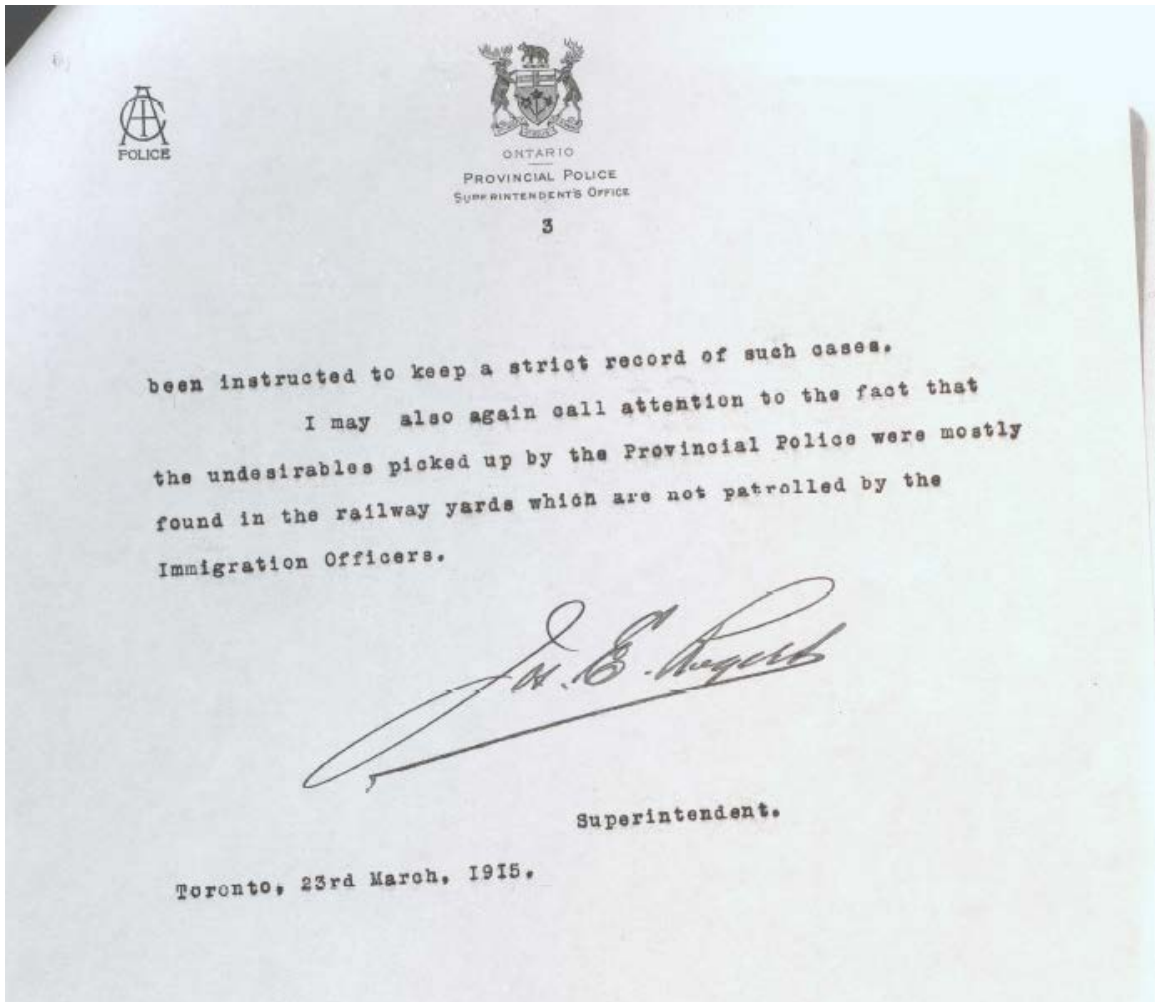 POLICE
ONTARIO
PROVINCIAL POLICE
SUPERINTENDENT'S OFFICE
3
been instructed to keep a strict record of such cases.
I may also again call attention to the fact that
the undesirables picked up by the Provincial Police were mostly
found in the railway yards which are not patrolled by the
Immigration Officers.
Jos. E. Rogers
Superintendent.
Toronto, 23rd March, 1915.